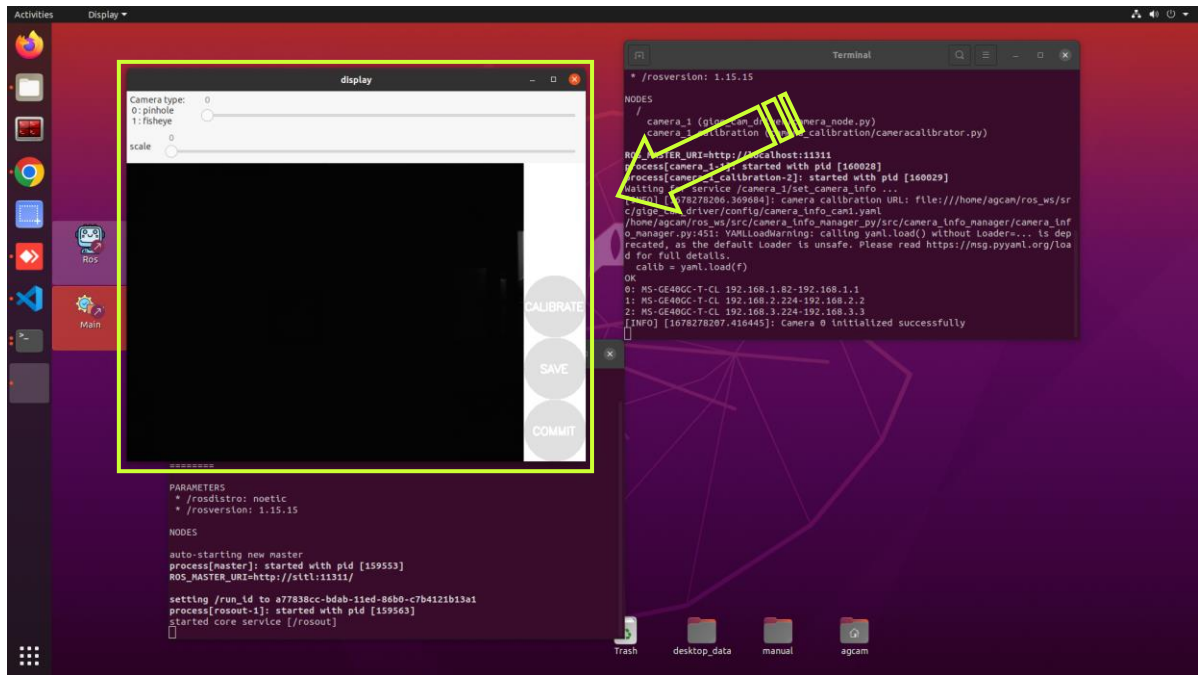 Activities
Display
display
Camera type:
0 : pinhole
1 : fisheye
0
scale
0
CALIBRATE
SAVE
COMMIT
Ros
Main
Terminal
* /rosversion: 1.15.15
NODES
/
camera_1 (gige_cam_driver/camera_node.py)
camera_1_calibration (camera_calibration/cameracalibrator.py)
ROS_MASTER_URI=http://localhost:11311
process[camera_1-1]: started with pid [160028]
process[camera_1_calibration-2]: started with pid [160029]
Waiting for service /camera_1/set_camera_info ...
[INFO] [1678278206.369684]: camera calibration URL: file:///home/agcam/ros_ws/sr
c/gige_cam_driver/config/camera_info_cam1.yaml
/home/agcam/ros_ws/src/camera_info_manager_py/src/camera_info_manager/camera_inf
o_manager.py:451: YAMLLoadWarning: calling yaml.load() without Loader=... is dep
recated, as the default Loader is unsafe. Please read https://msg.pyyaml.org/loa
d for full details.
calib = yaml.load(f)
OK
0: MS-GE40GC-T-CL 192.168.1.82-192.168.1.1
1: MS-GE40GC-T-CL 192.168.2.224-192.168.2.2
2: MS-GE40GC-T-CL 192.168.3.224-192.168.3.3
[INFO] [1678278207.416445]: Camera 0 initialized successfully
========
PARAMETERS
* /rosdistro: noetic
* /rosversion: 1.15.15
NODES
auto-starting new master
process[master]: started with pid [159553]
ROS_MASTER_URI=http://sitl:11311/
setting /run_id to a77838cc-bdab-11ed-86b0-c7b4121b13a1
process[rosout-1]: started with pid [159563]
started core service [/rosout]
Trash
desktop_data
manual
agcam